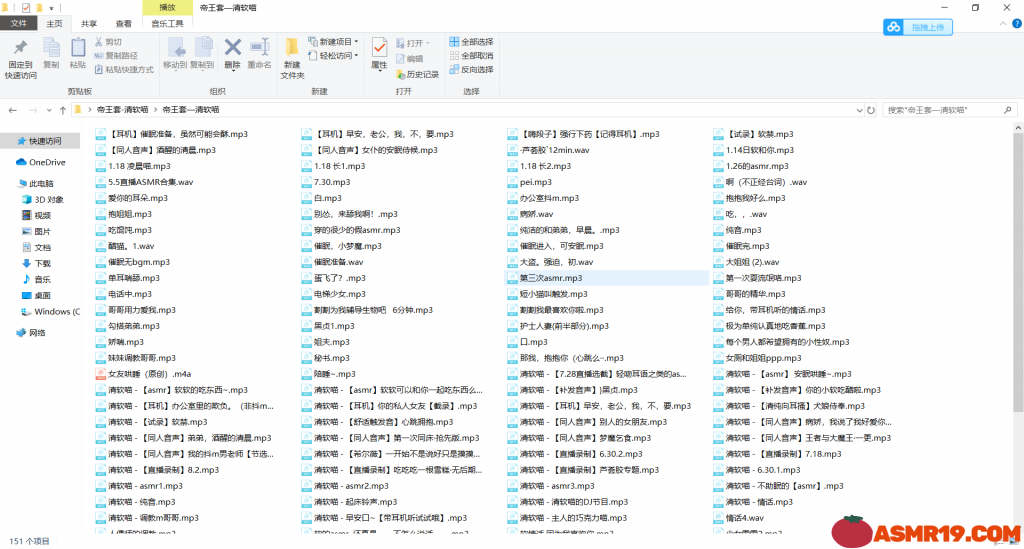 播放
帝王套—清软喵
文件 主页 共享 查看 音乐工具
拖拽上传
固定到快速访问
复制
粘贴
剪切
复制路径
粘贴快捷方式
剪贴板
移动到 复制到 删除 重命名
组织
新建文件夹
新建项目
轻松访问
新建
属性
打开
编辑
历史记录
打开
全部选择
全部取消
反向选择
选择
帝王套-清软喵 帝王套—清软喵
搜索"帝王套—清软喵"
快速访问
OneDrive
此电脑
3D 对象
视频
图片
文档
下载
音乐
桌面
Windows (C
网络
【耳机】催眠准备，虽然可能会酥.mp3 【耳机】早安，老公，我，不，要.mp3 【嗨段子】强行下药【记得耳机】.mp3 【试录】软禁.mp3
【同人音声】酒醒的清晨.mp3 【同人音声】女仆的安眠侍候.mp3 ·芦荟胶`12min.wav 1.14日软和你.mp3
1.18 凌晨喵.mp3 1.18 长1.mp3 1.18 长2.mp3 1.26的asmr.mp3
5.5直播ASMR合集.wav 7.30.mp3 pei.mp3 啊（不正经台词）.wav
爱你的耳朵.mp3 白.mp3 办公室抖m.mp3 抱抱我好么.mp3
抱姐姐.mp3 别怂，来舔我啊！.mp3 病娇.wav 吃，，.wav
吃馄饨.mp3 穿的很少的假asmr.mp3 纯洁的和弟弟，早晨。.mp3 纯音.mp3
醋猫。1.wav 催眠，小梦魔.mp3 催眠进入，可安眠.mp3 催眠完.mp3
催眠无bgm.mp3 催眠准备.wav 大盗。强迫，初.wav 大姐姐 (2).wav
单耳喘舔.mp3 蛋飞了？.mp3 第三次asmr.mp3 第一次耍流氓咯.mp3
电话中.mp3 电梯少女.mp3 短小猫叫触发.mp3 哥哥的精华.mp3
哥哥用力爱我.mp3 割割为我辅导生物吧 6分钟.mp3 割割我最喜欢你啦.mp3 给你，带耳机听的情话.mp3
勾搭弟弟.mp3 黑贞1.mp3 护士人妻(前半部分).mp3 极为单纯认真地吃香蕉.mp3
娇喘.mp3 姐夫.mp3 口.mp3 每个男人都希望拥有的小性奴.mp3
妹妹调教哥哥.mp3 秘书.mp3 那我，抱抱你（心跳么~.mp3 女厕和姐姐ppp.mp3
女友哄睡（原创）.m4a 陪睡~.mp3 清软喵 - 【7.28直播选截】轻吻耳语之类的as... 清软喵 - 【asmr】 安眠哄睡~.mp3
清软喵 - 【asmr】软软的吃东西~.mp3 清软喵 - 【asmr】软软可以和你一起吃东西么... 清软喵 - 【补发音声】]黑贞.mp3 清软喵 - 【补发音声】你的小软吃醋啦.mp3
清软喵 - 【耳机】办公室里的欺负。（非抖m... 清软喵 - 【耳机】你的私人女友【截录】.mp3 清软喵 - 【耳机】早安，老公，我，不，要.mp3 清软喵 - 【清纯向耳搔】犬娘侍奉.mp3
清软喵 - 【试录】软禁.mp3 清软喵 - 【舒适触发音】心跳拥抱.mp3 清软喵 - 【同人音声】别人的女朋友.mp3 清软喵 - 【同人音声】病娇，我说了我好爱你...
清软喵 - 【同人音声】弟弟，酒醒的清晨.mp3 清软喵 - 【同人音声】第一次同床·抢先版.mp3 清软喵 - 【同人音声】梦魔乞食.mp3 清软喵 - 【同人音声】王者与大魔王一更.mp3
清软喵 - 【同人音声】我的抖m男老师【节选... 清软喵 - 【希尔薇】一开始不是说好只是摸摸... 清软喵 - 【直播录制】6.30.2.mp3 清软喵 - 【直播录制】7.18.mp3
清软喵 - 【直播录制】8.2.mp3 清软喵 - 【直播录制】吃吃吃一根雪糕·无后期... 清软喵 - 【直播录制】芦荟胶专题.mp3 清软喵 - 6.30.1.mp3
清软喵 - asmr1.mp3 清软喵 - asmr2.mp3 清软喵 - asmr3.mp3 清软喵 - 不助眠的【asmr】.mp3
清软喵 - 纯音.mp3 清软喵 - 起床铃声.mp3 清软喵 - 清软喵的DJ节目.mp3 清软喵 - 情话.mp3
清软喵 - 调教m哥哥.mp3 清软喵 - 早安口~【带耳机听试试哦】.mp3 清软喵 - 主人的巧克力喵.mp3 情话4.wav
151 个项目
ASMR19.COM